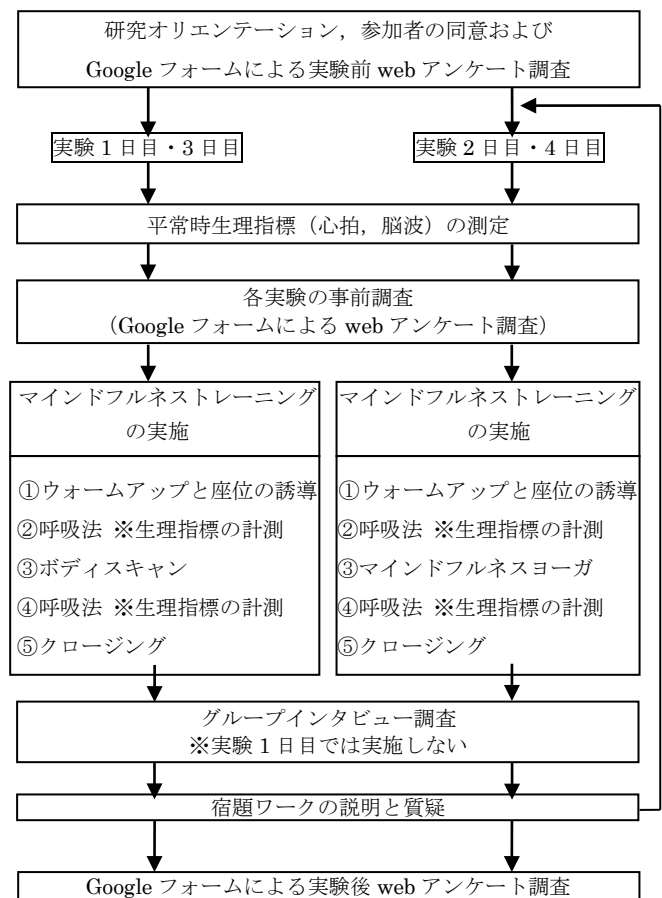 研究オリエンテーション，参加者の同意および
Google フォームによる実験前 web アンケート調査
実験 1 日目・3 日目
実験 2 日目・4 日目
平常時生理指標（心拍，脳波）の測定
各実験の事前調査
（Google フォームによる web アンケート調査）
マインドフルネストレーニング
の実施
①ウォームアップと座位の誘導
②呼吸法 ※生理指標の計測
③ボディスキャン
④呼吸法 ※生理指標の計測
⑤クロージング
マインドフルネストレーニング
の実施
①ウォームアップと座位の誘導
②呼吸法 ※生理指標の計測
③マインドフルネスヨーガ
④呼吸法 ※生理指標の計測
⑤クロージング
グループインタビュー調査
※実験 1 日目では実施しない
宿題ワークの説明と質疑
Google フォームによる実験後 web アンケート調査